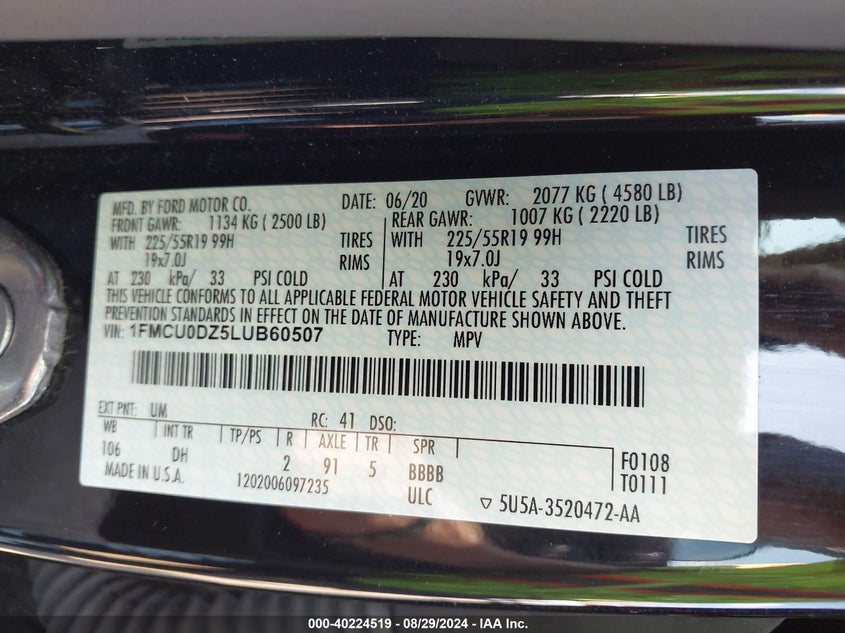 MFD. BY FORD MOTOR CO. DATE: 06/20 GVWR: 2077 KG ( 4580 LB)
FRONT GAWR: 1134 KG ( 2500 LB) REAR GAWR: 1007 KG ( 2220 LB)
WITH 225/55R19 99H TIRES WITH 225/55R19 99H TIRES
19x7.0J RIMS 19x7.0J RIMS
AT 230 kPa/ 33 PSI COLD AT 230 kPa/ 33 PSI COLD
THIS VEHICLE CONFORMS TO ALL APPLICABLE FEDERAL MOTOR VEHICLE SAFETY AND THEFT
PREVENTION STANDARDS IN EFFECT ON THE DATE OF MANUFACTURE SHOWN ABOVE.
VIN: 1FMCU0DZ5LUB60507 TYPE: MPV
EXT PNT: UM RC: 41 DSO:
WB INT TR TP/PS R AXLE TR SPR
106 DH 2 91 5 BBBB F0108
MADE IN U.S.A. 1202006097235 ULC T0111
5U5A-3520472-AA
000-40224519 - 08/29/2024 - IAAI.com